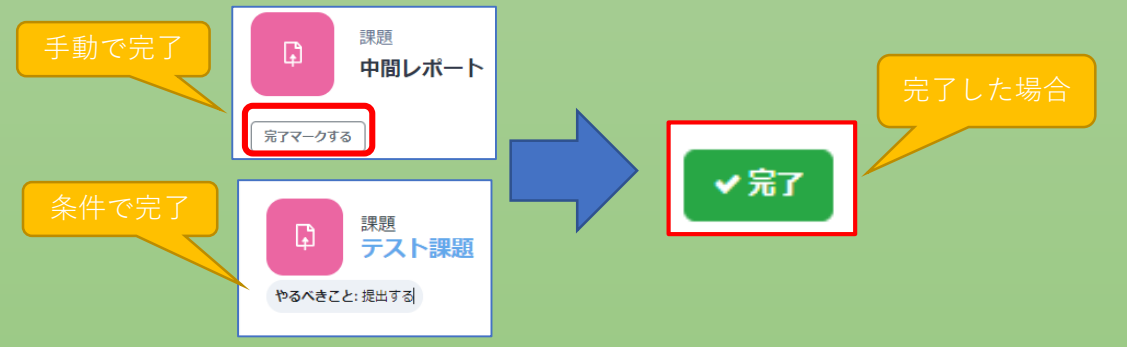 手動で完了
課題
中間レポート
完了マークする
条件で完了
課題
テスト課題
やるべきこと: 提出する
✔完了
完了した場合